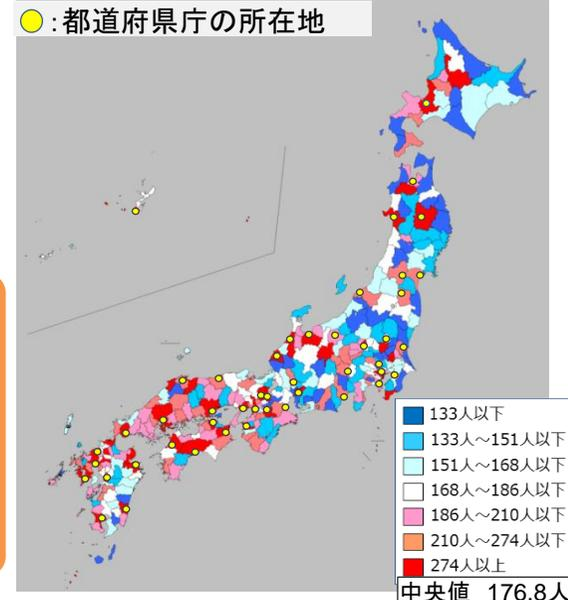 ：都道府県庁の所在地
133人以下
133人～151人以下
151人～168人以下
168人～186人以下
186人～210人以下
210人～274人以下
274人以上
中央値 176.8人